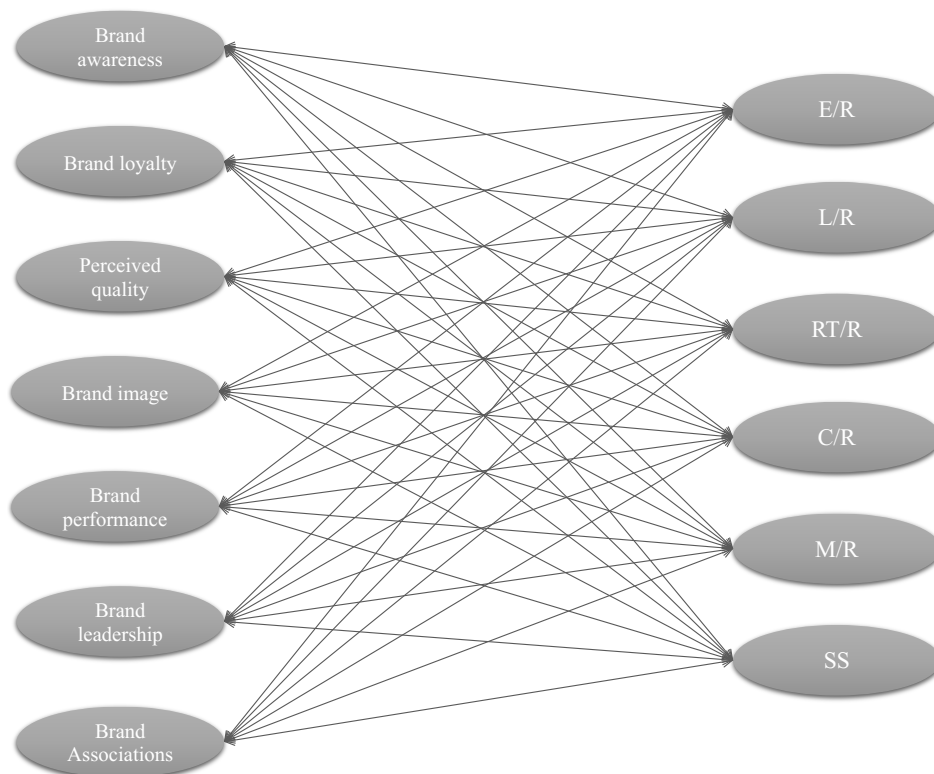 Brand
awareness
Brand loyalty
Perceived
quality
Brand image
Brand
performance
Brand
leadership
Brand
Associations
E/R
L/R
RT/R
C/R
M/R
SS